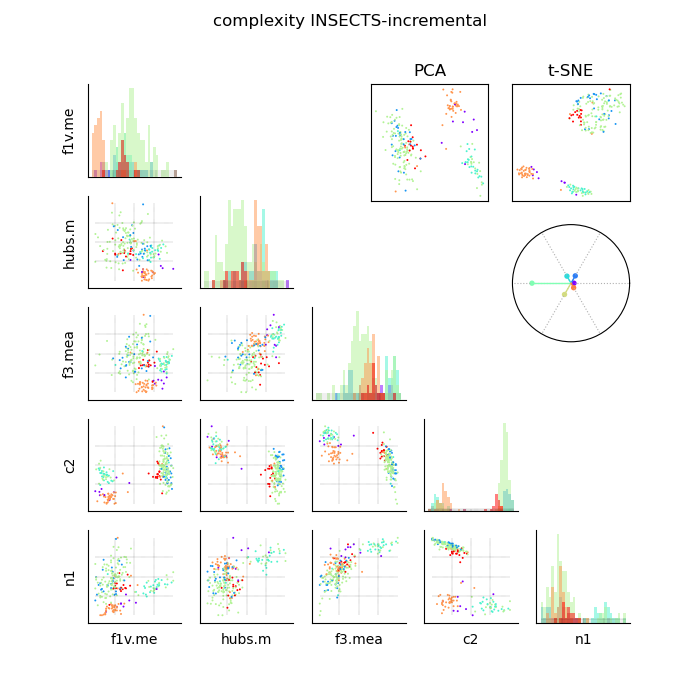 complexity INSECTS-incremental
PCA
t-SNE
f1v.me
hubs.m
f3.mea
c2
n1
f1v.me
hubs.m
f3.mea
c2
n1